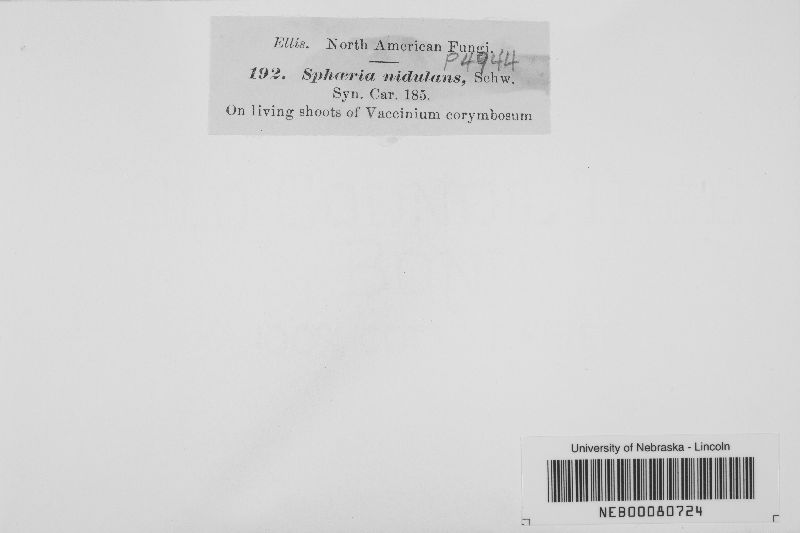 Ellis. North American Fungi.
P4944
192. Sphæria nidulans, Schw.
Syn. Car. 185.
On living shoots of Vaccinium corymbosum
University of Nebraska - Lincoln
NEB00080724